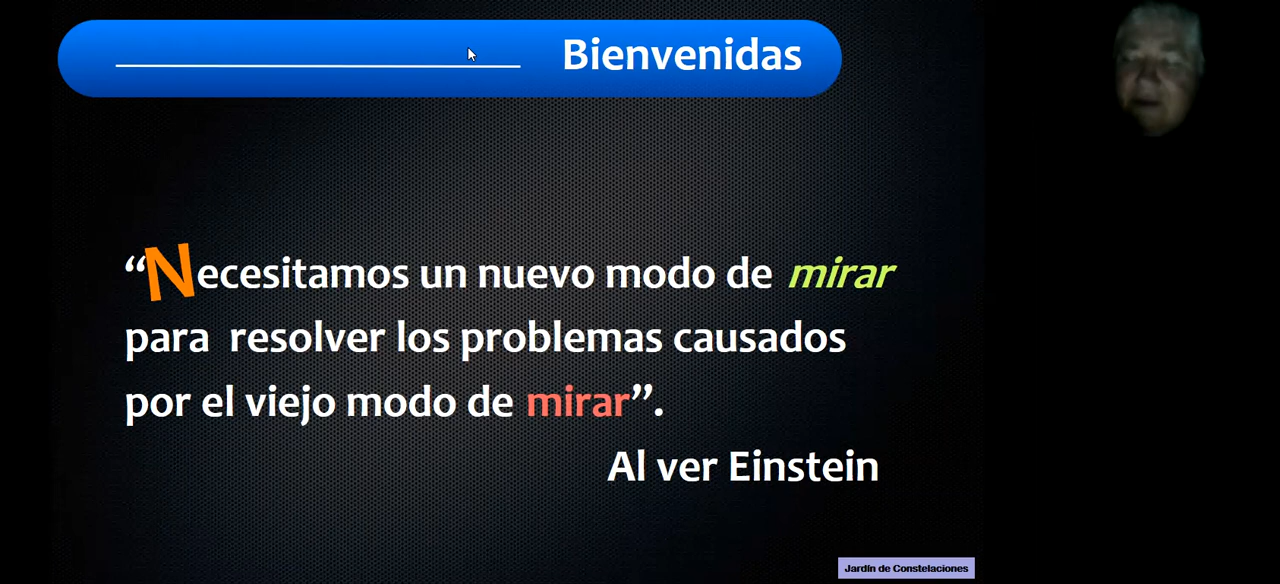 Bienvenidas
“Necesitamos un nuevo modo de mirar
para resolver los problemas causados
por el viejo modo de mirar”.
Al ver Einstein
Jardín de Constelaciones